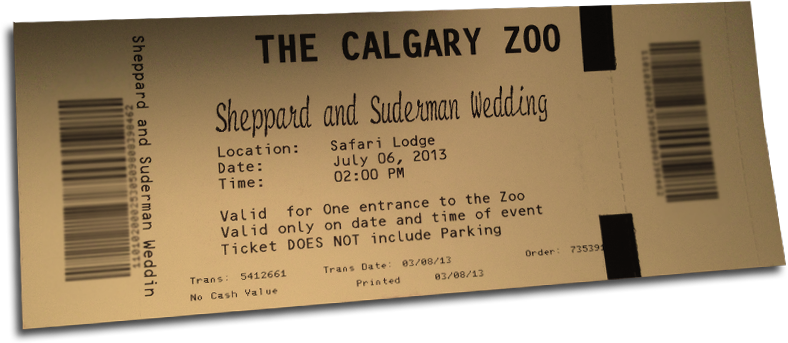 THE CALGARY ZOO
Sheppard and Suderman Wedding
Location: Safari Lodge
Date: July 06, 2013
Time: 02:00 PM
Valid for One entrance to the Zoo
Valid only on date and time of event
Ticket DOES NOT include Parking
Trans: 5412661 Trans Date: 03/08/13 Order: 735391
No Cash Value Printed 03/08/13
Sheppard and Suderman Weddin